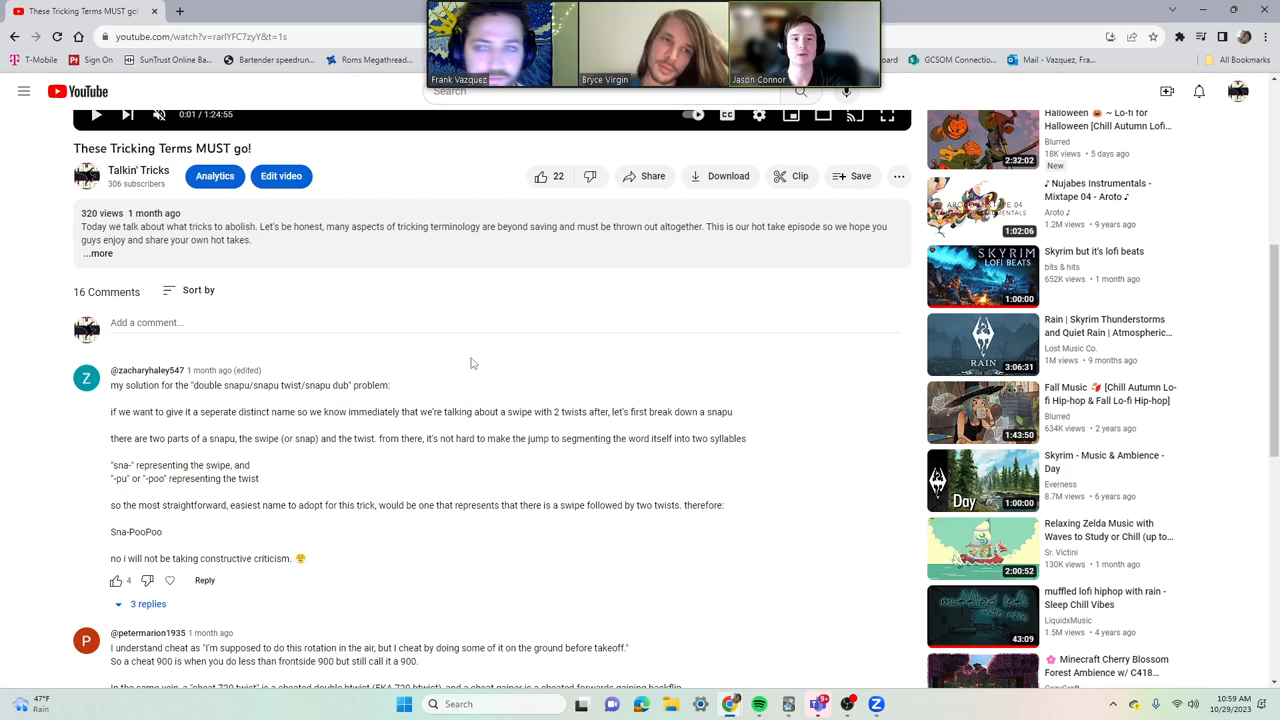 These Tricking Terms MUST go!
youtube.com/watch?v=rarlYFC7zyY&t=1s
Sign On
SunTrust Online Ba...
Bartender speedrun...
Roms Megathread...
GCSOM Connectio...
Mail - Vazquez, Fra...
All Bookmarks
Frank Vazquez
Bryce Virgin
Jason Connor
YouTube
Search
0:01 / 1:24:55
These Tricking Terms MUST go!
Talkin' Tricks
306 subscribers
Analytics
Edit video
22
Share
Download
Clip
Save
320 views 1 month ago
Today we talk about what tricks to abolish. Let's be honest, many aspects of tricking terminology are beyond saving and must be thrown out altogether. This is our hot take episode so we hope you
guys enjoy and share your own hot takes.
...more
16 Comments
Sort by
Add a comment...
Z
@zacharyhaley547 1 month ago (edited)
my solution for the "double snapu/snapu twist/snapu dub" problem:
if we want to give it a seperate distinct name so we know immediately that we're talking about a swipe with 2 twists after, let's first break down a snapu
there are two parts of a snapu, the swipe (or snap) and the twist. from there, it's not hard to make the jump to segmenting the word itself into two syllables
"sna-" representing the swipe, and
"-pu" or "-poo" representing the twist
so the most straightforward, easiest name to adopt for this trick, would be one that represents that there is a swipe followed by two twists. therefore:
Sna-PooPoo
no i will not be taking constructive criticism. 😤
4
Reply
3 replies
P
@petermarion1935 1 month ago
I understand cheat as "I'm supposed to do this rotation in the air, but I cheat by doing some of it on the ground before takeoff."
So a cheat 900 is when you do less than frontside 900 but still call it a 900.
Halloween 🎃 ~ Lo-fi for
Halloween [Chill Autumn Lofi...
Blurred
18K views • 5 days ago
New
2:32:02
♪ Nujabes Instrumentals -
Mixtape 04 - Aroto ♪
Aroto ♪
1.2M views • 9 years ago
1:02:06
Skyrim but it's lofi beats
bits & hits
652K views • 1 month ago
SKYRIM
LOFI BEATS
1:00:00
Rain | Skyrim Thunderstorms
and Quiet Rain | Atmospheric...
Lost Music Co.
1M views • 9 months ago
RAIN
3:06:31
Fall Music 🍁 [Chill Autumn Lo-
fi Hip-hop & Fall Lo-fi Hip-hop]
Blurred
634K views • 2 years ago
1:43:50
Skyrim - Music & Ambience -
Day
Everness
8.7M views • 6 years ago
Day
1:00:00
Relaxing Zelda Music with
Waves to Study or Chill (up to...
Sr. Victini
130K views • 1 month ago
2:00:52
muffled lofi hiphop with rain -
Sleep Chill Vibes
LiquidxMusic
1.5M views • 4 years ago
43:09
🌸 Minecraft Cherry Blossom
Forest Ambience w/ C418...
47°F
Rain
Search
9+
10:59 AM
10/29/2023